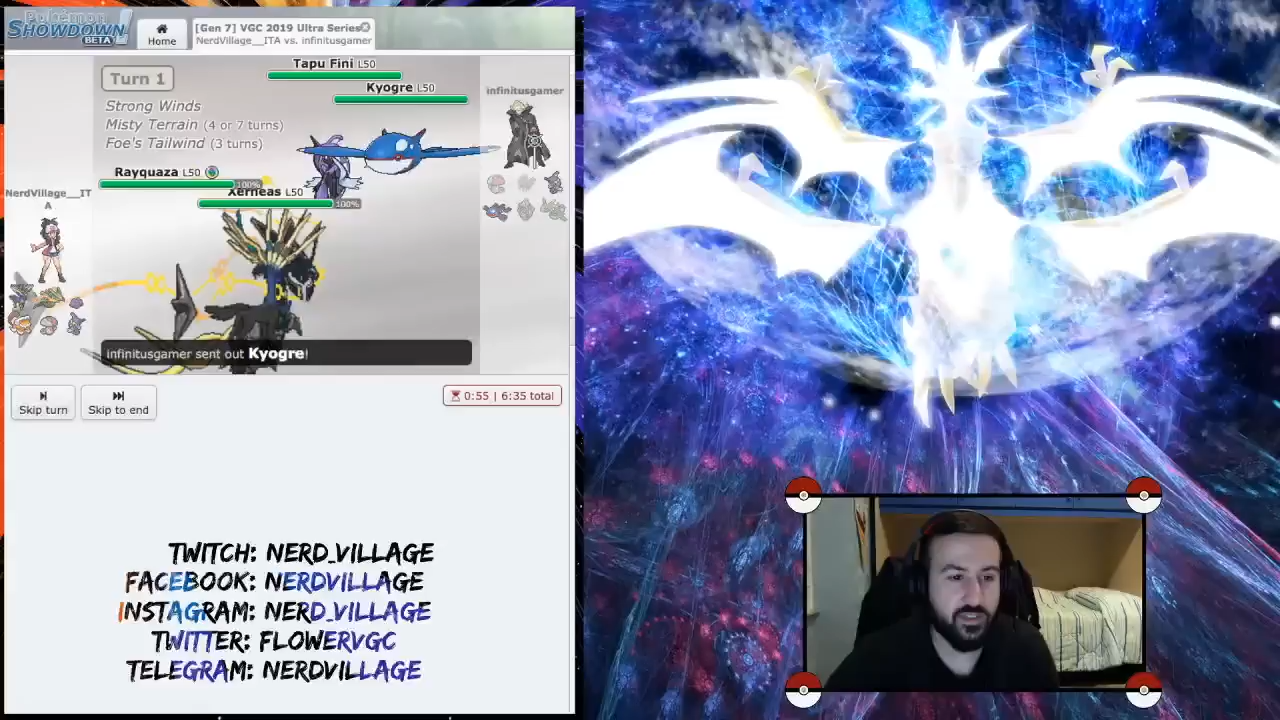 Pokémon
SHOWDOWN!
BETA
Home
[Gen 7] VGC 2019 Ultra Series
NerdVillage__ITA vs. infinitusgamer
Turn 1
Strong Winds
Misty Terrain (4 or 7 turns)
Foe's Tailwind (3 turns)
Tapu Fini L50
Kyogre L50
Rayquaza L50
100%
Xerneas L50
100%
NerdVillage__IT
A
infinitusgamer
infinitusgamer sent out Kyogre!
Skip turn
Skip to end
0:55 | 6:35 total
TWITCH: NERD_VILLAGE
FACEBOOK: NERDVILLAGE
INSTAGRAM: NERD_VILLAGE
TWITTER: FLOWERVGC
TELEGRAM: NERDVILLAGE